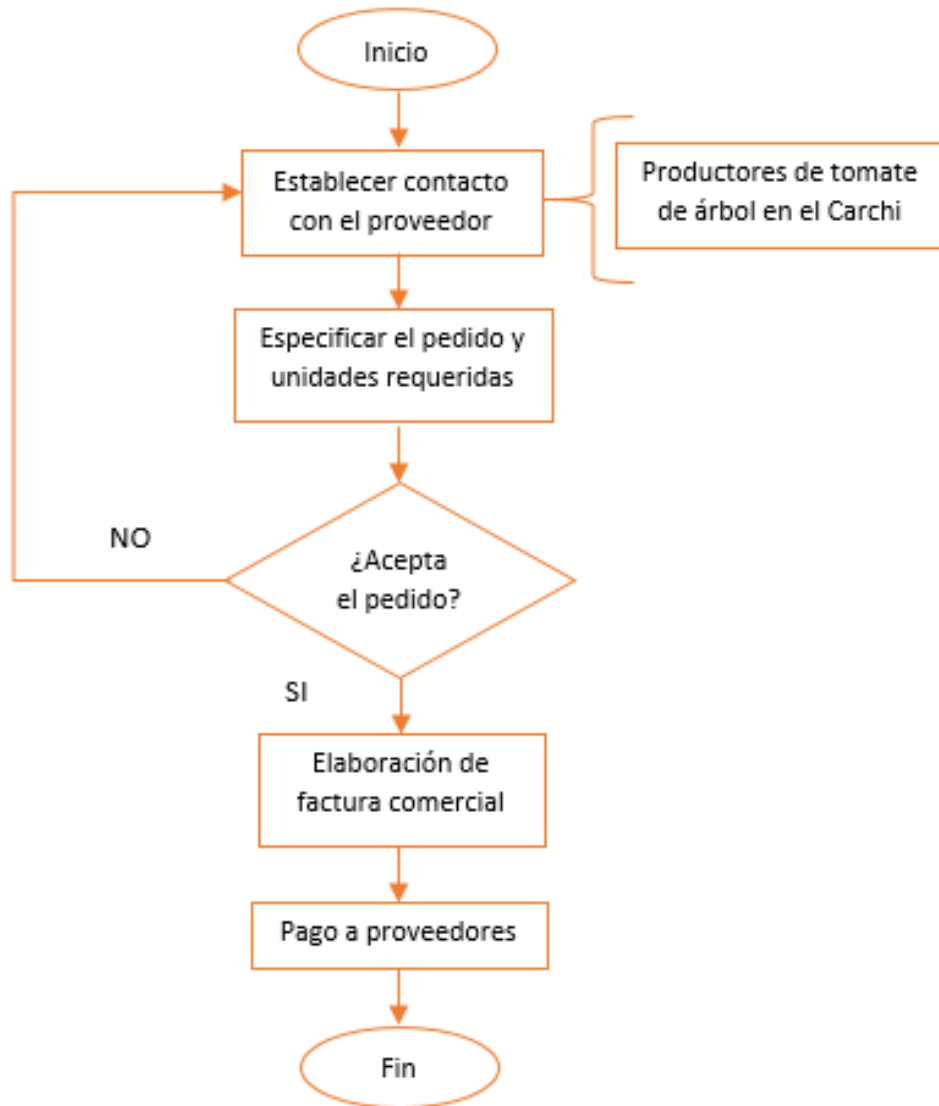 Inicio
Establecer contacto
con el proveedor
Productores de tomate
de árbol en el Carchi
Especificar el pedido y
unidades requeridas
NO
¿Acepta
el pedido?
SI
Elaboración de
factura comercial
Pago a proveedores
Fin